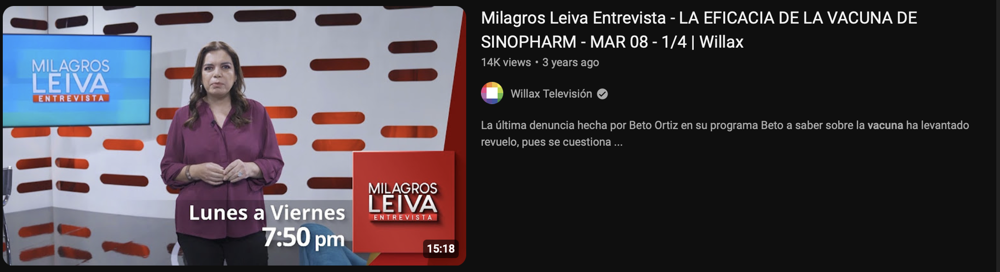 MILAGROS
LEIVA
ENTREVISTA
Lunes a Viernes
7:50 pm
MILAGROS
LEIVA
ENTREVISTA
15:18
Milagros Leiva Entrevista - LA EFICACIA DE LA VACUNA DE
SINOPHARM - MAR 08 - 1/4 | Willax
14K views • 3 years ago
Willax Televisión
La última denuncia hecha por Beto Ortiz en su programa Beto a saber sobre la vacuna ha levantado
revuelo, pues se cuestiona ...